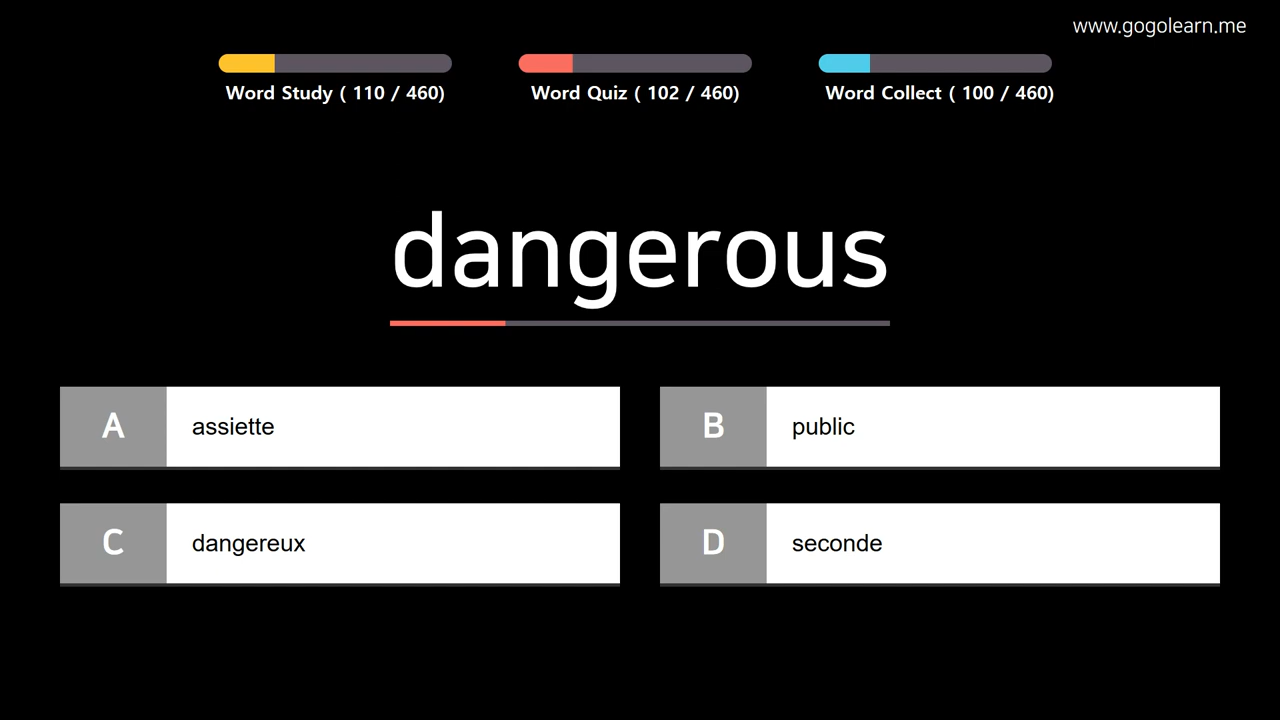 www.gogolearn.me
Word Study ( 110 / 460)
Word Quiz ( 102 / 460)
Word Collect ( 100 / 460)
dangerous
A assiette
B public
C dangereux
D seconde